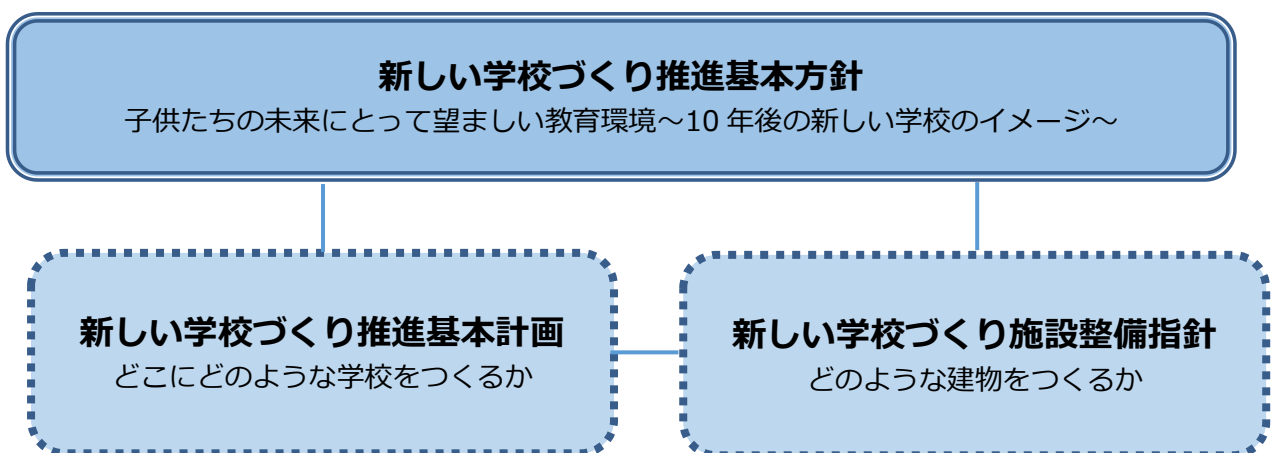 新しい学校づくり推進基本方針
子供たちの未来にとって望ましい教育環境～10 年後の新しい学校のイメージ～
新しい学校づくり推進基本計画
どこにどのような学校をつくるか
新しい学校づくり施設整備指針
どのような建物をつくるか